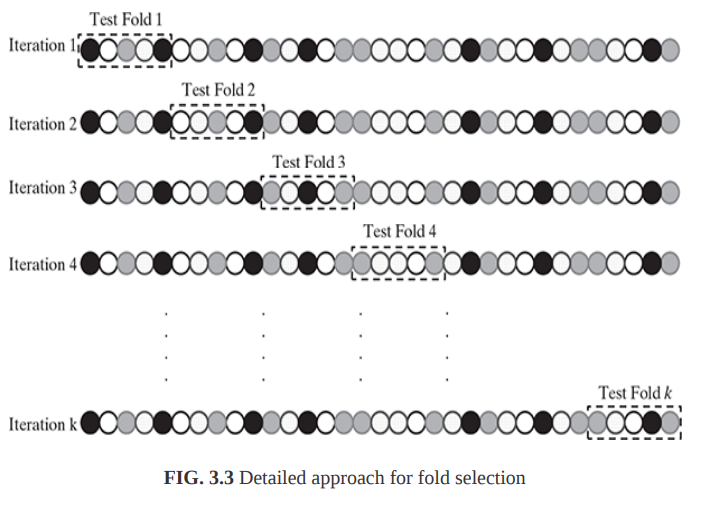 Test Fold 1
Iteration 1
Test Fold 2
Iteration 2
Test Fold 3
Iteration 3
Test Fold 4
Iteration 4
Test Fold k
Iteration k
FIG. 3.3 Detailed approach for fold selection